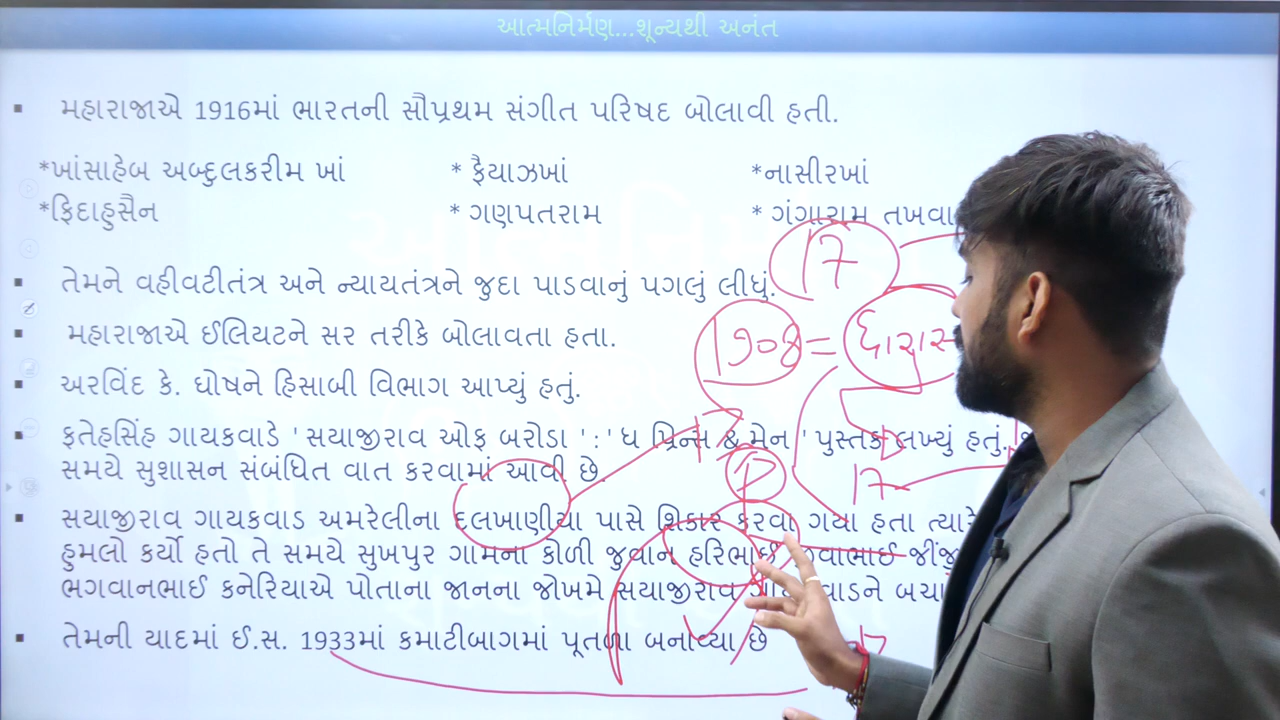 આત્મનિર્મણ...શૂન્યથી અનંત
▪ મહારાજાએ 1916માં ભારતની સૌપ્રથમ સંગીત પરિષદ બોલાવી હતી.
*ખાંસાહેબ અબ્દુલકરીમ ખાં * ફૈયાઝખાં *નાસીરખાં
*ફિદાહુસૈન * ગણપતરામ * ગંગારામ તખવા
17
▪ તેમને વહીવટીતંત્ર અને ન્યાયતંત્રને જુદા પાડવાનું પગલું લીધું.
▪ મહારાજાએ ઈલિયટને સર તરીકે બોલાવતા હતા. =
▪ અરવિંદ કે. ઘોષને હિસાબી વિભાગ આપ્યું હતું.
▪ ફતેહસિંહ ગાયકવાડે ' સયાજીરાવ ઓફ બરોડા ':'ધ પ્રિન્સ & મેન ' પુસ્તક લખ્યું હતું.
સમયે સુશાસન સંબંધિત વાત કરવામાં આવી છે.
P
17
▪ સયાજીરાવ ગાયકવાડ અમરેલીના દલખાણીયા પાસે શિકાર કરવા ગયા હતા ત્યારે
હુમલો કર્યો હતો તે સમયે સુખપુર ગામના કોળી જુવાન હરિભાઈ
ભગવાનભાઈ કનેરિયાએ પોતાના જાનના જોખમે સયાજીરાવ
▪ તેમની યાદમાં ઈ.સ. 1933માં કમાટીબાગમાં પૂતળા બનાવ્યા છે